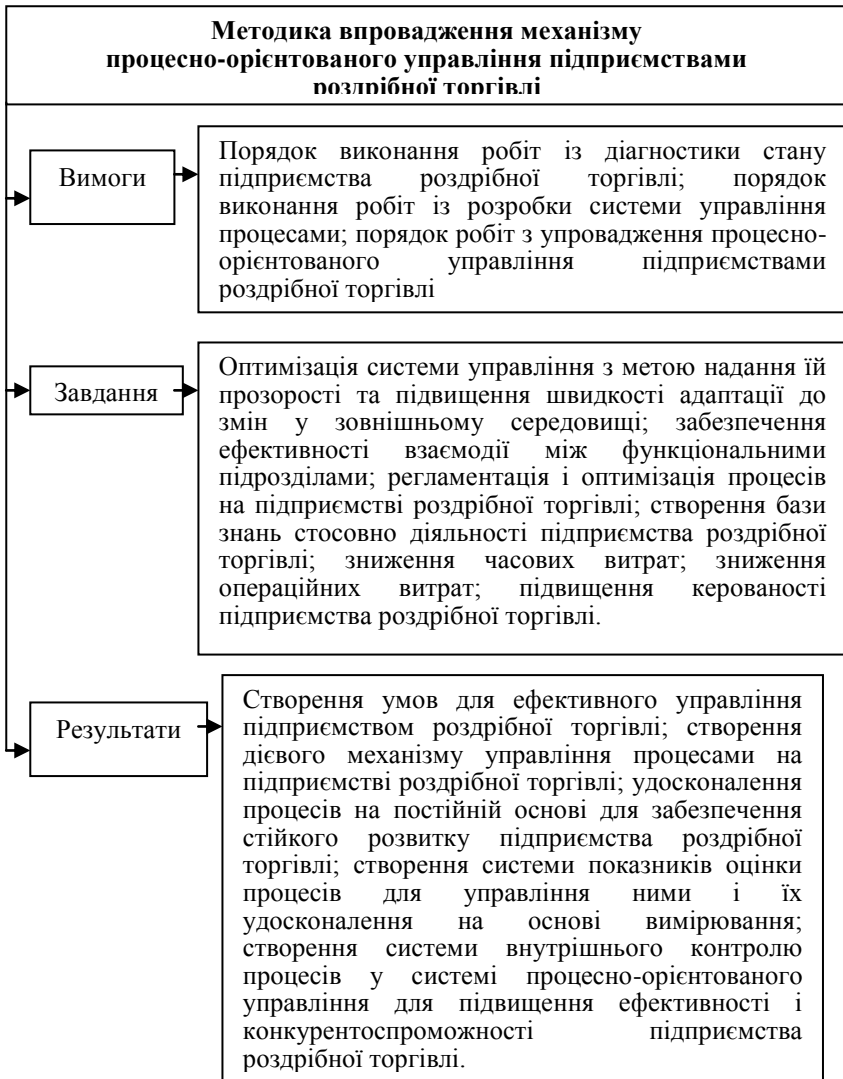 Методика впровадження механізму
процесно-орієнтованого управління підприємствами
роздрібної торгівлі
Вимоги
Порядок виконання робіт із діагностики стану
підприємства роздрібної торгівлі; порядок
виконання робіт із розробки системи управління
процесами; порядок робіт з упровадження процесно-
орієнтованого управління підприємствами
роздрібної торгівлі
Завдання
Оптимізація системи управління з метою надання їй
прозорості та підвищення швидкості адаптації до
змін у зовнішньому середовищі; забезпечення
ефективності взаємодії між функціональними
підрозділами; регламентація і оптимізація процесів
на підприємстві роздрібної торгівлі; створення бази
знань стосовно діяльності підприємства роздрібної
торгівлі; зниження часових витрат; зниження
операційних витрат; підвищення керованості
підприємства роздрібної торгівлі.
Результати
Створення умов для ефективного управління
підприємством роздрібної торгівлі; створення
дієвого механізму управління процесами на
підприємстві роздрібної торгівлі; удосконалення
процесів на постійній основі для забезпечення
стійкого розвитку підприємства роздрібної
торгівлі; створення системи показників оцінки
процесів для управління ними і їх
удосконалення на основі вимірювання;
створення системи внутрішнього контролю
процесів у системі процесно-орієнтованого
управління для підвищення ефективності і
конкурентоспроможності підприємства
роздрібної торгівлі.